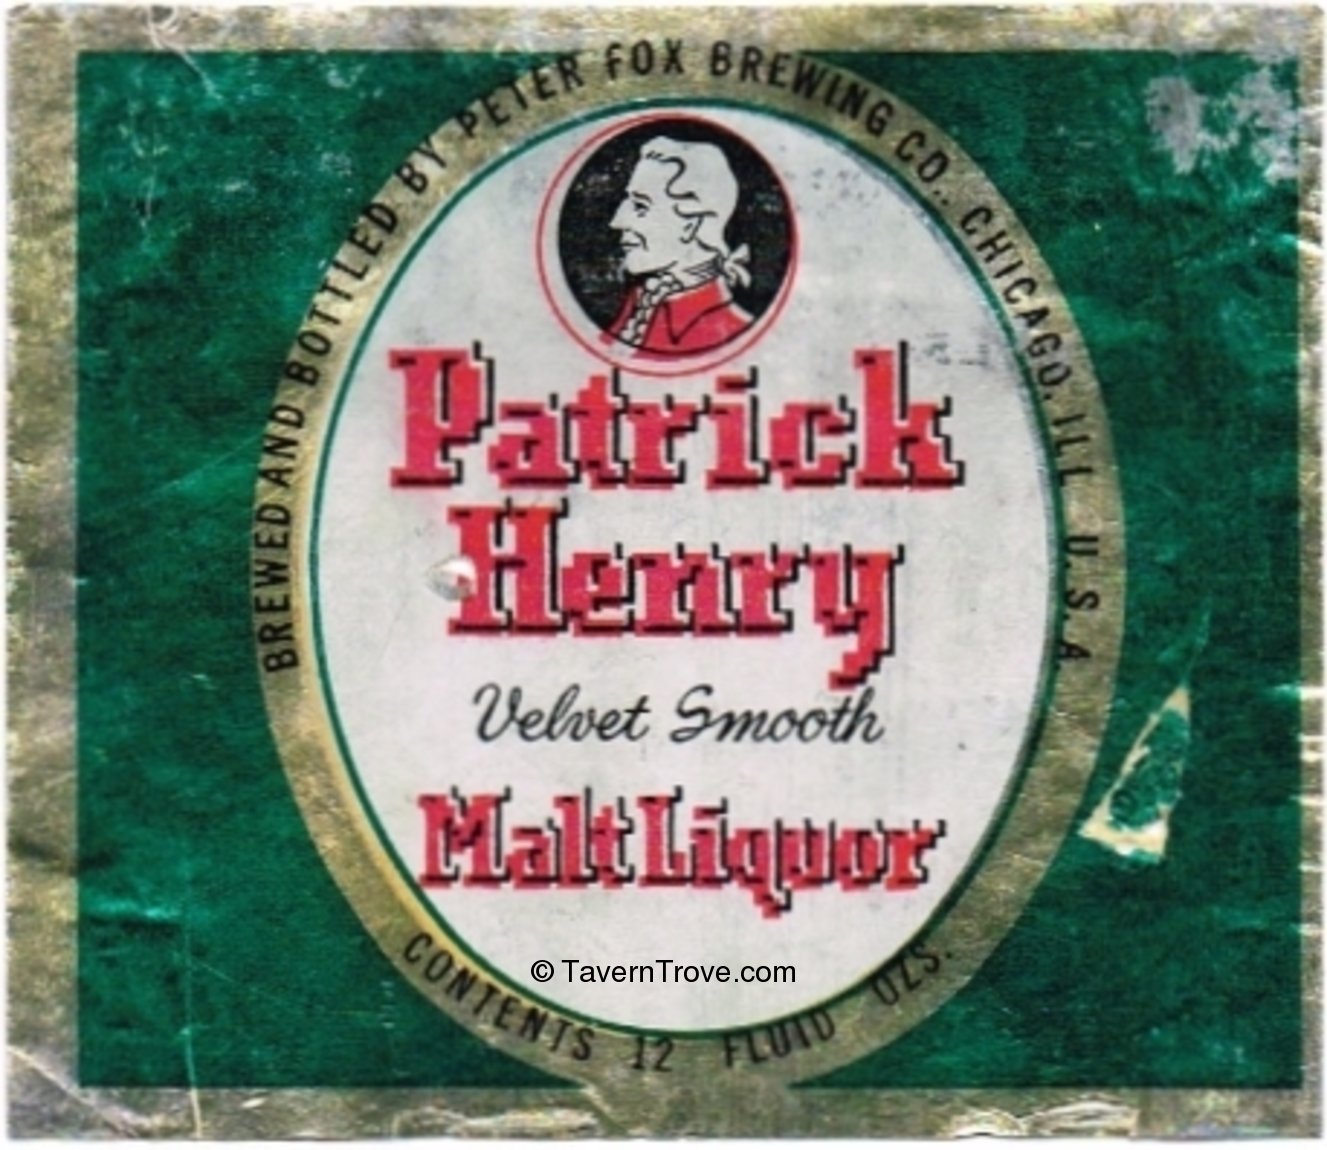 BREWED AND BOTTLED BY PETER FOX BREWING CO., CHICAGO, ILL. U.S.A.
Patrick
Henry
Velvet Smooth
Malt Liquor
© TavernTrove.com
CONTENTS 12 FLUID OZS.